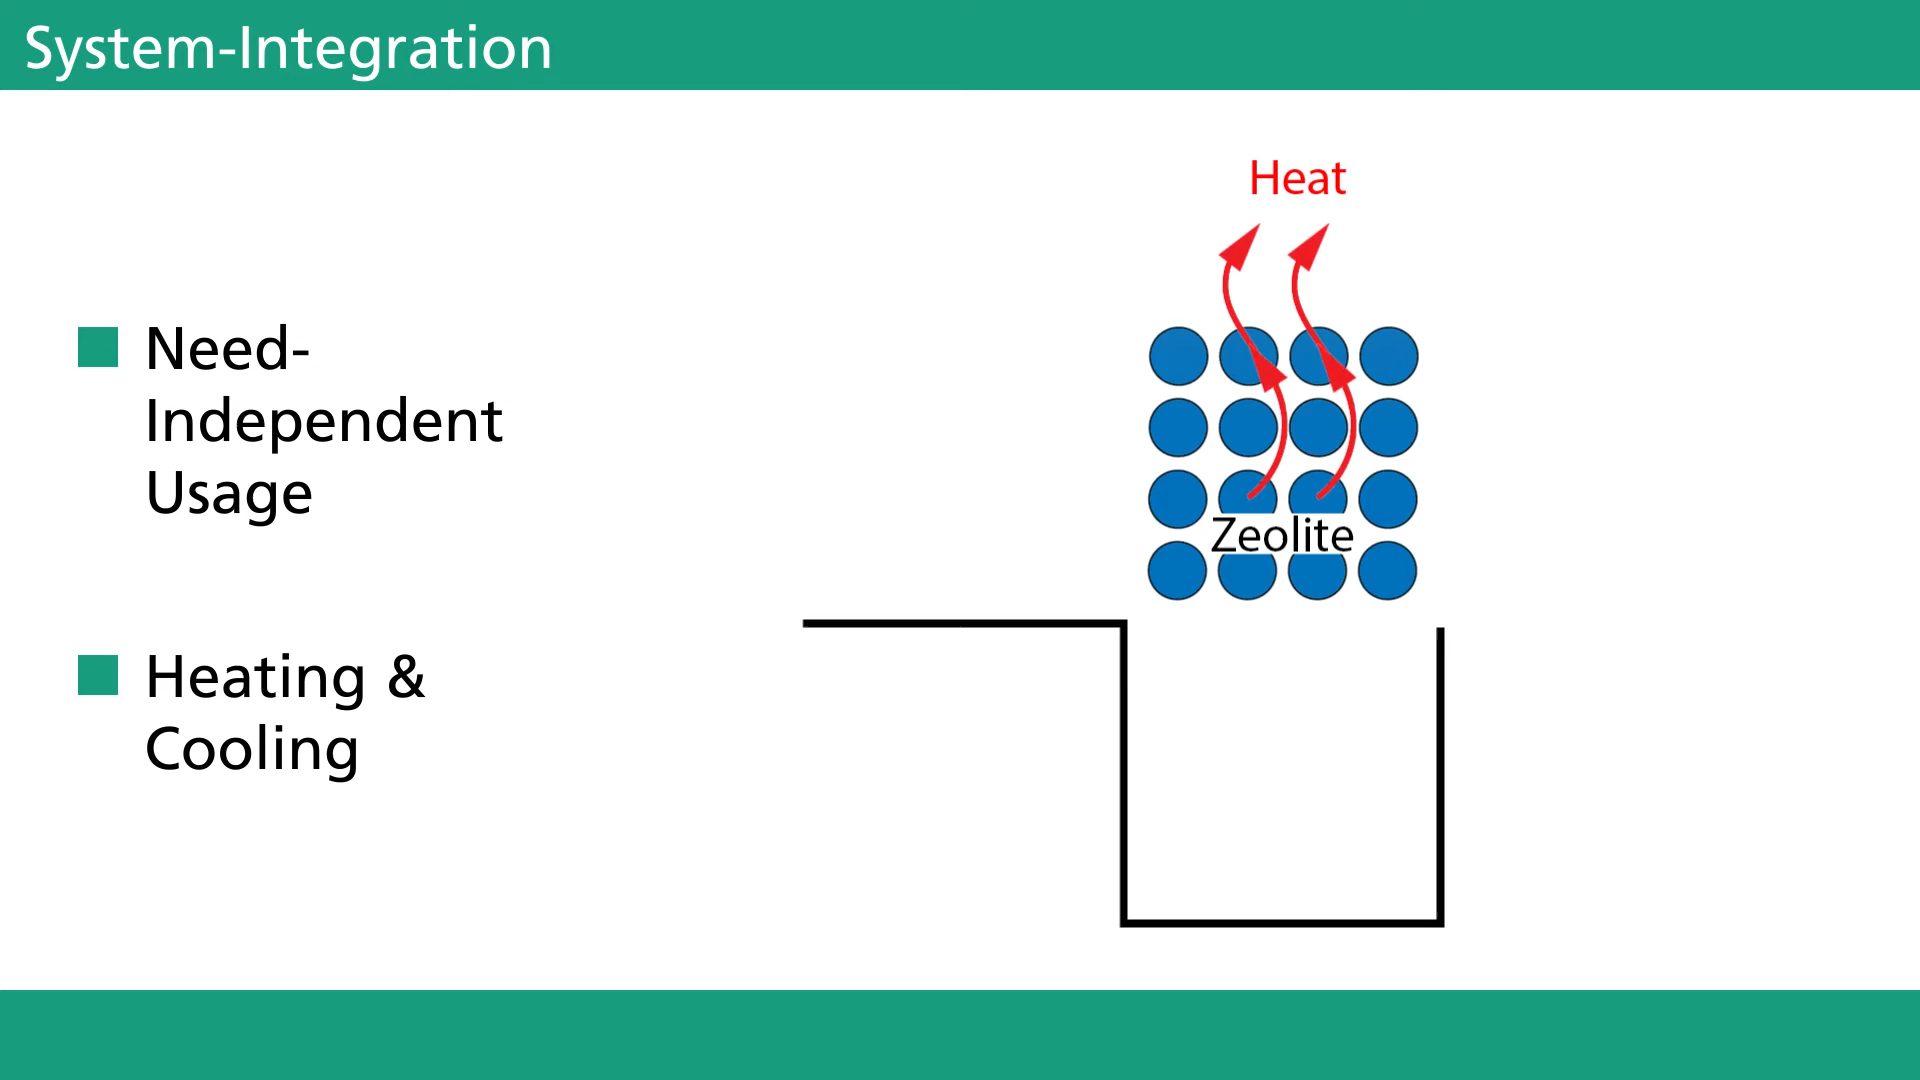 System-Integration
Need-
Independent
Usage
Heating &
Cooling
Heat
Zeolite